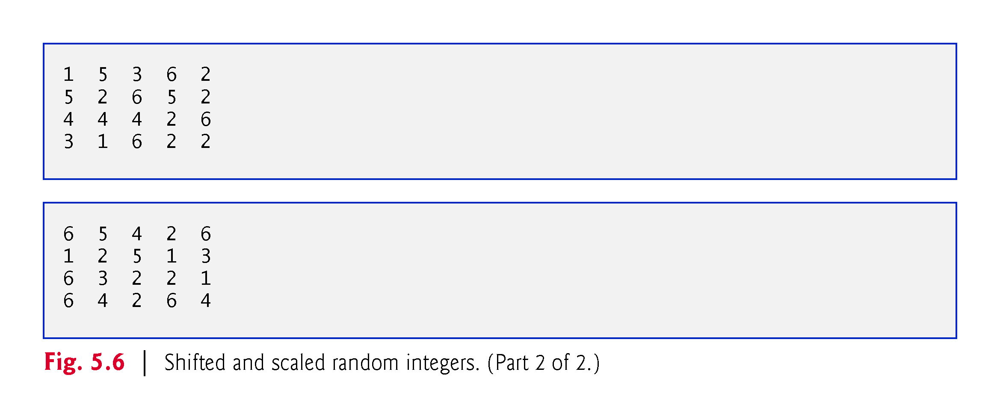 1 5 3 6 2
5 2 6 5 2
4 4 4 2 6
3 1 6 2 2
6 5 4 2 6
1 2 5 1 3
6 3 2 2 1
6 4 2 6 4
Fig. 5.6 | Shifted and scaled random integers. (Part 2 of 2.)